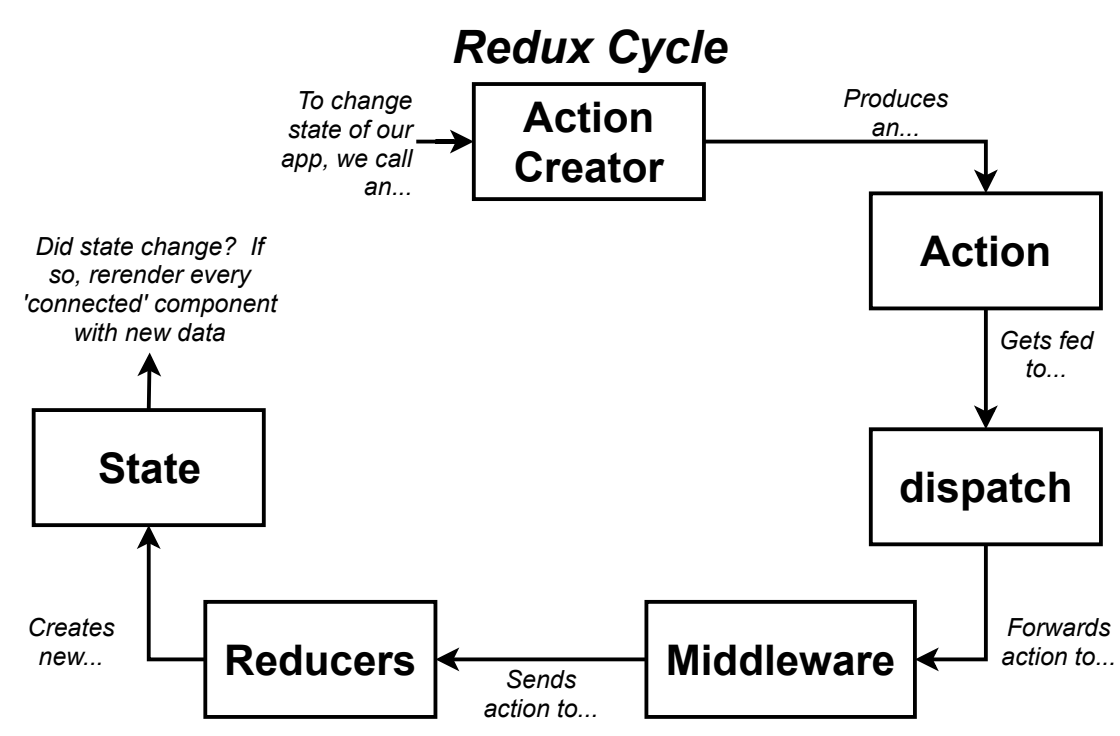 Redux Cycle
To change
state of our
app, we call
an...
Action
Creator
Produces
an...
Action
Gets fed
to...
dispatch
Forwards
action to...
Middleware
Sends
action to...
Reducers
Creates
new...
State
Did state change?  If
so, rerender every
'connected' component
with new data